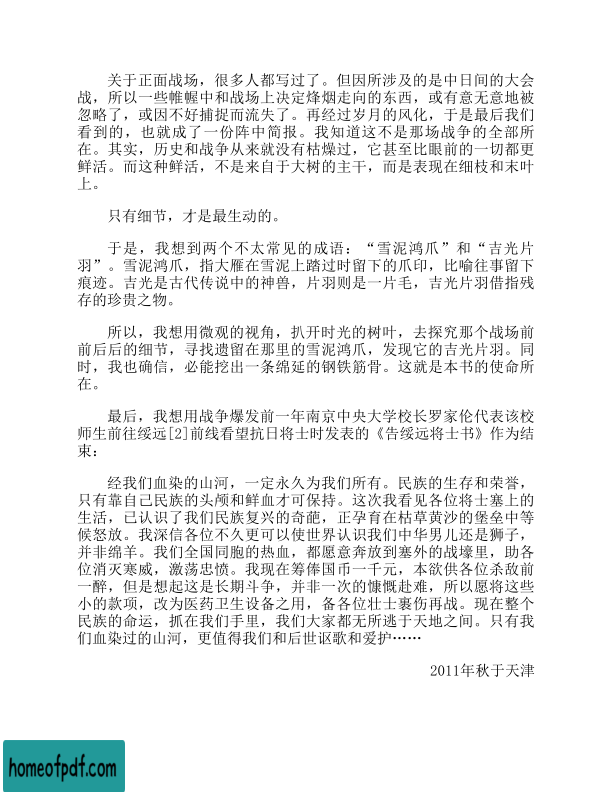 关于正面战场，很多人都写过了。但因所涉及的是中日间的大会
战，所以一些帷幄中和战场上决定烽烟走向的东西，或有意无意地被
忽略了，或因不好捕捉而流失了。再经过岁月的风化，于是最后我们
看到的，也就成了一份阵中简报。我知道这不是那场战争的全部所
在。其实，历史和战争从来就没有枯燥过，它甚至比眼前的一切都更
鲜活。而这种鲜活，不是来自于大树的主干，而是表现在细枝和末叶
上。
只有细节，才是最生动的。
于是，我想到两个不太常见的成语：“雪泥鸿爪”和“吉光片
羽”。雪泥鸿爪，指大雁在雪泥上踏过时留下的爪印，比喻往事留下
痕迹。吉光是古代传说中的神兽，片羽则是一片毛，吉光片羽借指残
存的珍贵之物。
所以，我想用微观的视角，扒开时光的树叶，去探究那个战场前
前后后的细节，寻找遗留在那里的雪泥鸿爪，发现它的吉光片羽。同
时，我也确信，必能挖出一条绵延的钢铁筋骨。这就是本书的使命所
在。
最后，我想用战争爆发前一年南京中央大学校长罗家伦代表该校
师生前往绥远[2]前线看望抗日将士时发表的《告绥远将士书》作为结
束：
经我们血染的山河，一定永久为我们所有。民族的生存和荣誉，
只有靠自己民族的头颅和鲜血才可保持。这次我看见各位将士塞上的
生活，已认识了我们民族复兴的奇葩，正孕育在枯草黄沙的堡垒中等
候怒放。我深信各位不久更可以使世界认识我们中华男儿还是狮子，
并非绵羊。我们全国同胞的热血，都愿意奔放到塞外的战壕里，助各
位消灭寒威，激荡忠愤。我现在筹俸国币一千元，本欲供各位杀敌前
一醉，但是想起这是长期斗争，并非一次的慷慨赴难，所以愿将这些
小的款项，改为医药卫生设备之用，备各位壮士裹伤再战。现在整个
民族的命运，抓在我们手里，我们大家都无所逃于天地之间。只有我
们血染过的山河，更值得我们和后世讴歌和爱护……
2011年秋于天津
homeofpdf.com